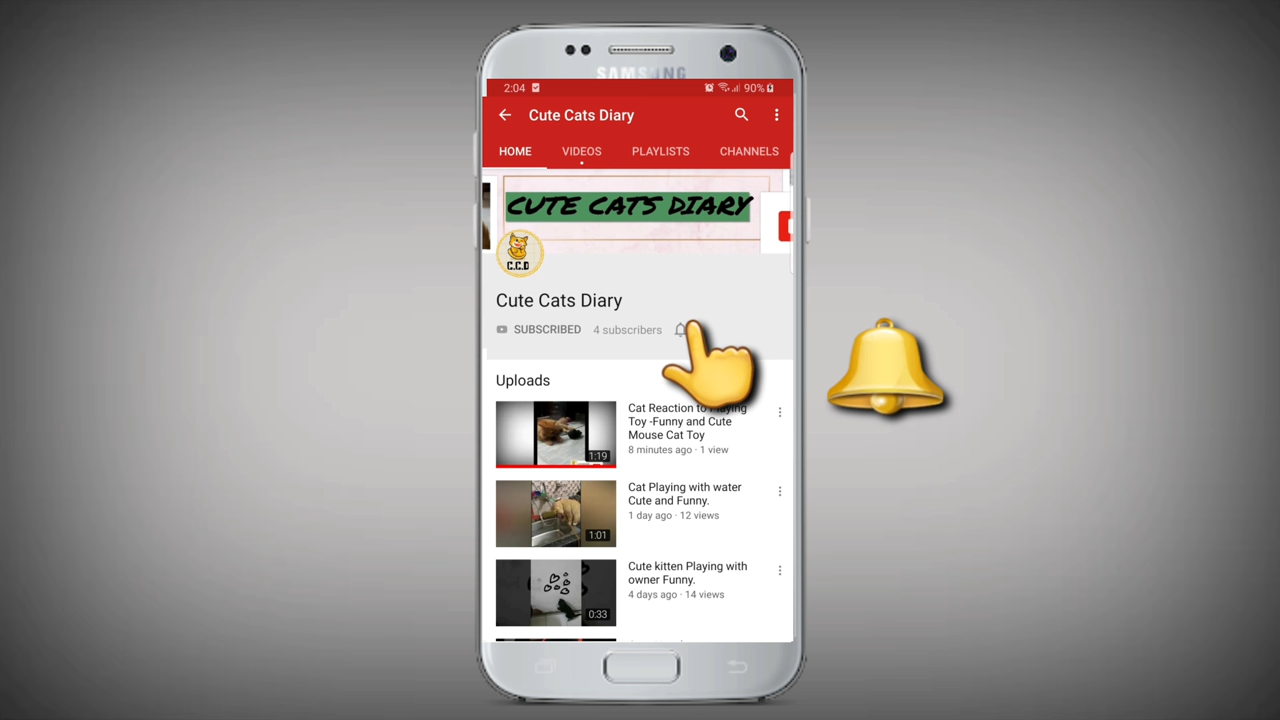 SAMSUNG
2:04
90%
Cute Cats Diary
HOME VIDEOS PLAYLISTS CHANNELS
CUTE CATS DIARY
C.C.D
Cute Cats Diary
SUBSCRIBED 4 subscribers
Uploads
Cat Reaction to Playing
Toy -Funny and Cute
Mouse Cat Toy
8 minutes ago · 1 view
1:19
Cat Playing with water
Cute and Funny.
1 day ago · 12 views
1:01
Cute kitten Playing with
owner Funny.
4 days ago · 14 views
0:33